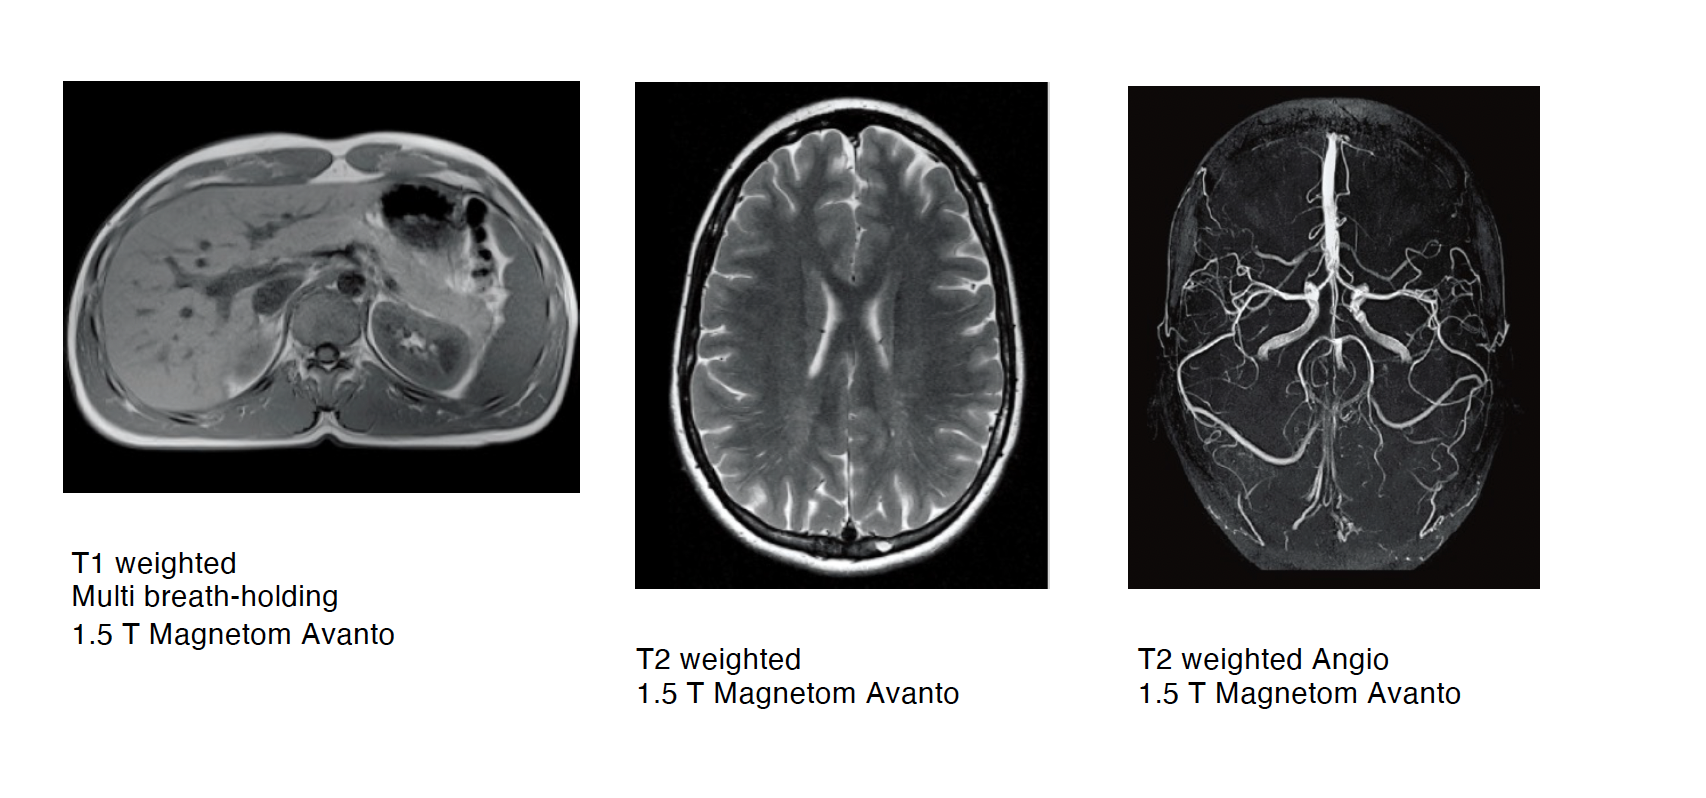 T1 weighted
Multi breath-holding
1.5 T Magnetom Avanto
T2 weighted
1.5 T Magnetom Avanto
T2 weighted Angio
1.5 T Magnetom Avanto